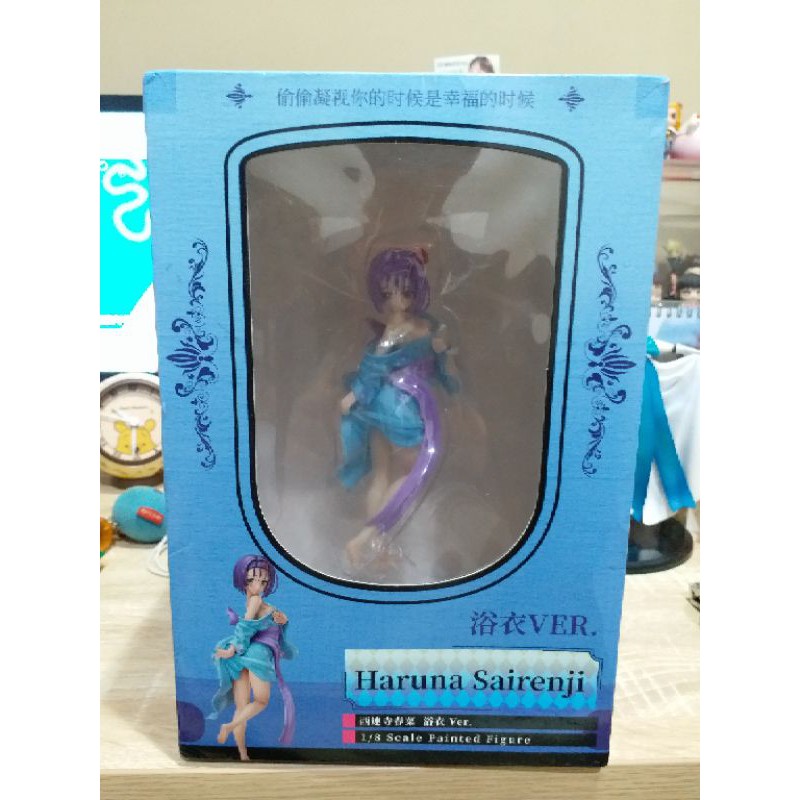 偷偷凝视你的时候是幸福的时候
浴衣VER.
Haruna Sairenji
西連寺春菜 浴衣 Ver.
1/8 Scale Painted Figure